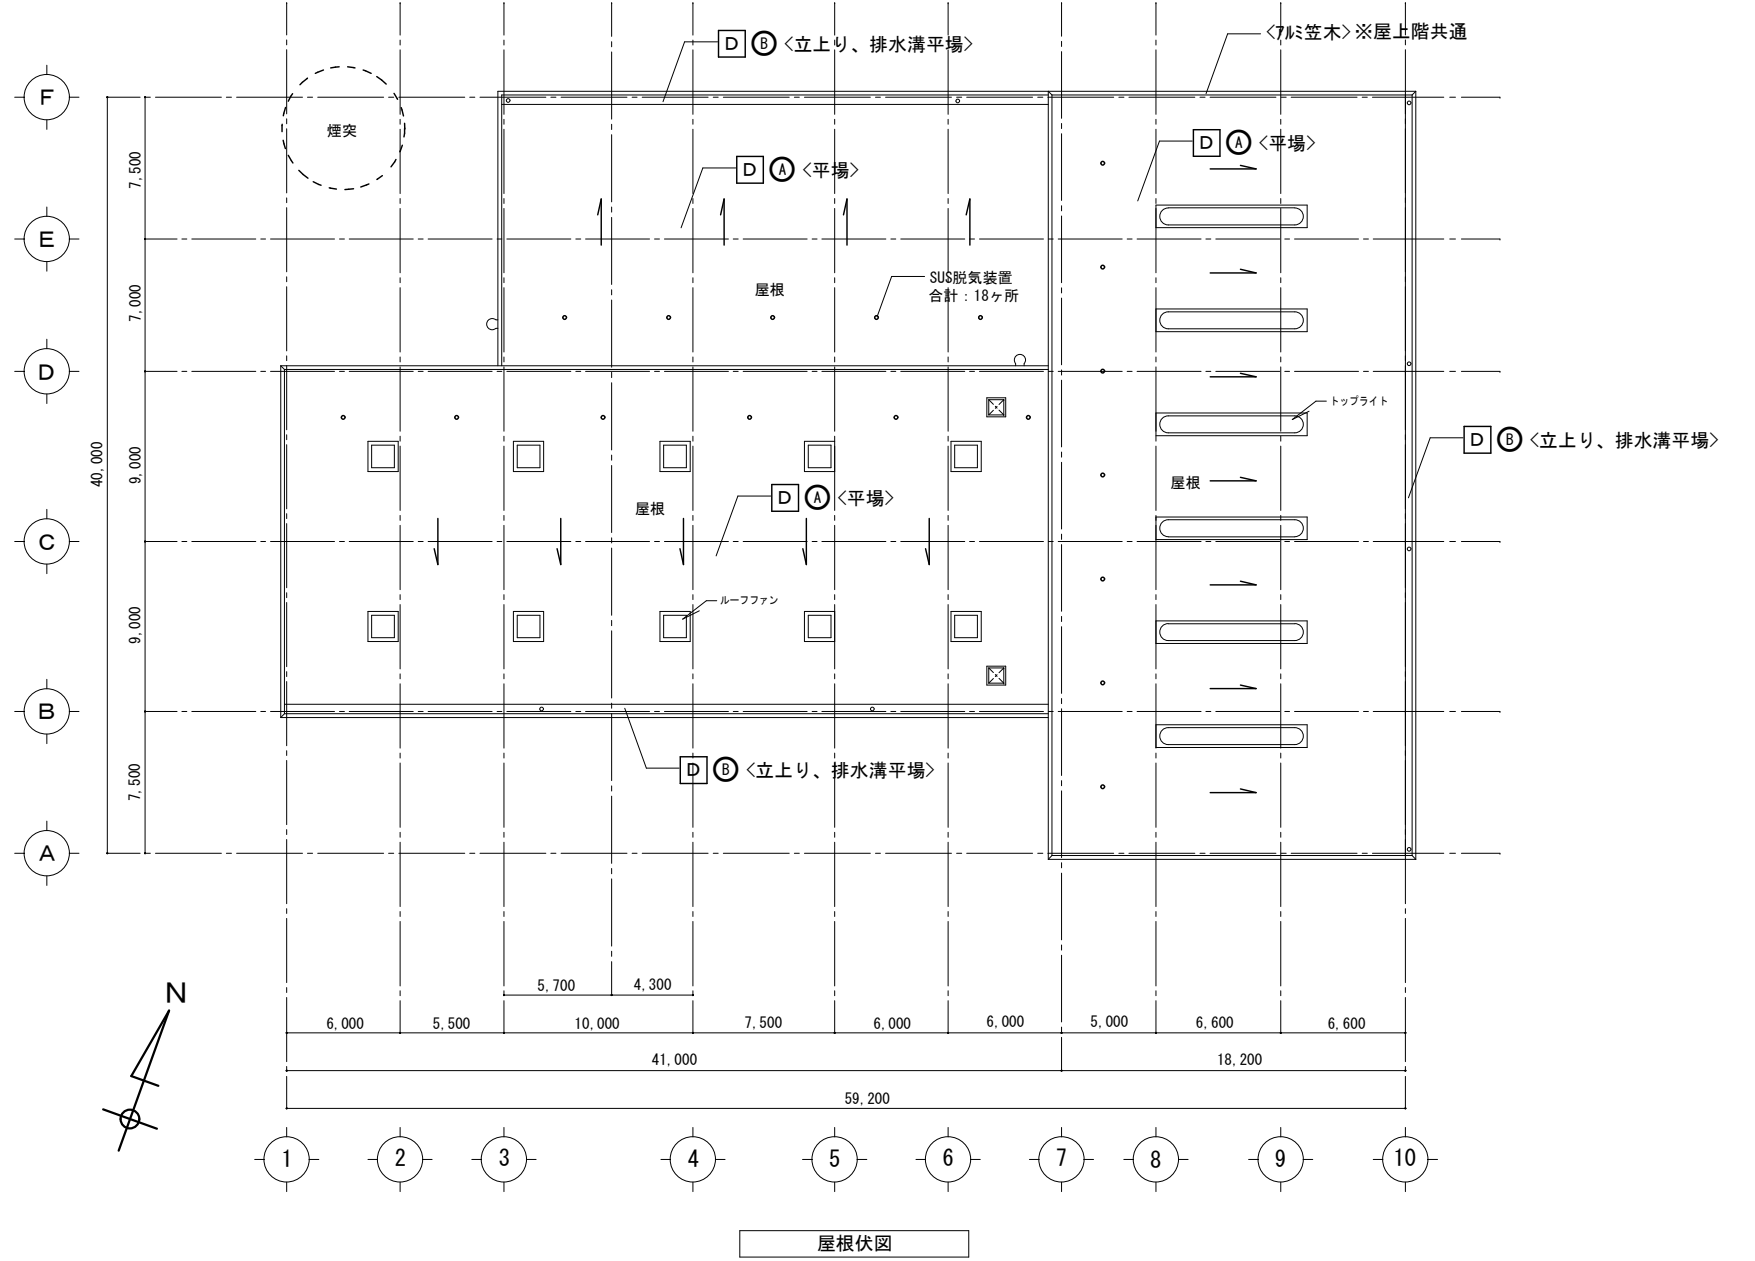 D B 〈立上り、排水溝平場〉
〈ｱﾙﾐ笠木〉※屋上階共通
F
煙突
D A 〈平場〉
D A 〈平場〉
7,500
E
SUS脱気装置
合計：18ヶ所
屋根
7,000
D
トップライト
40,000
9,000
D B 〈立上り、排水溝平場〉
屋根
D A 〈平場〉
屋根
C
ルーフファン
9,000
B
D B 〈立上り、排水溝平場〉
7,500
A
N
5,700
4,300
6,000
5,500
10,000
7,500
6,000
6,000
5,000
6,600
6,600
41,000
18,200
59,200
1
2
3
4
5
6
7
8
9
10
屋根伏図